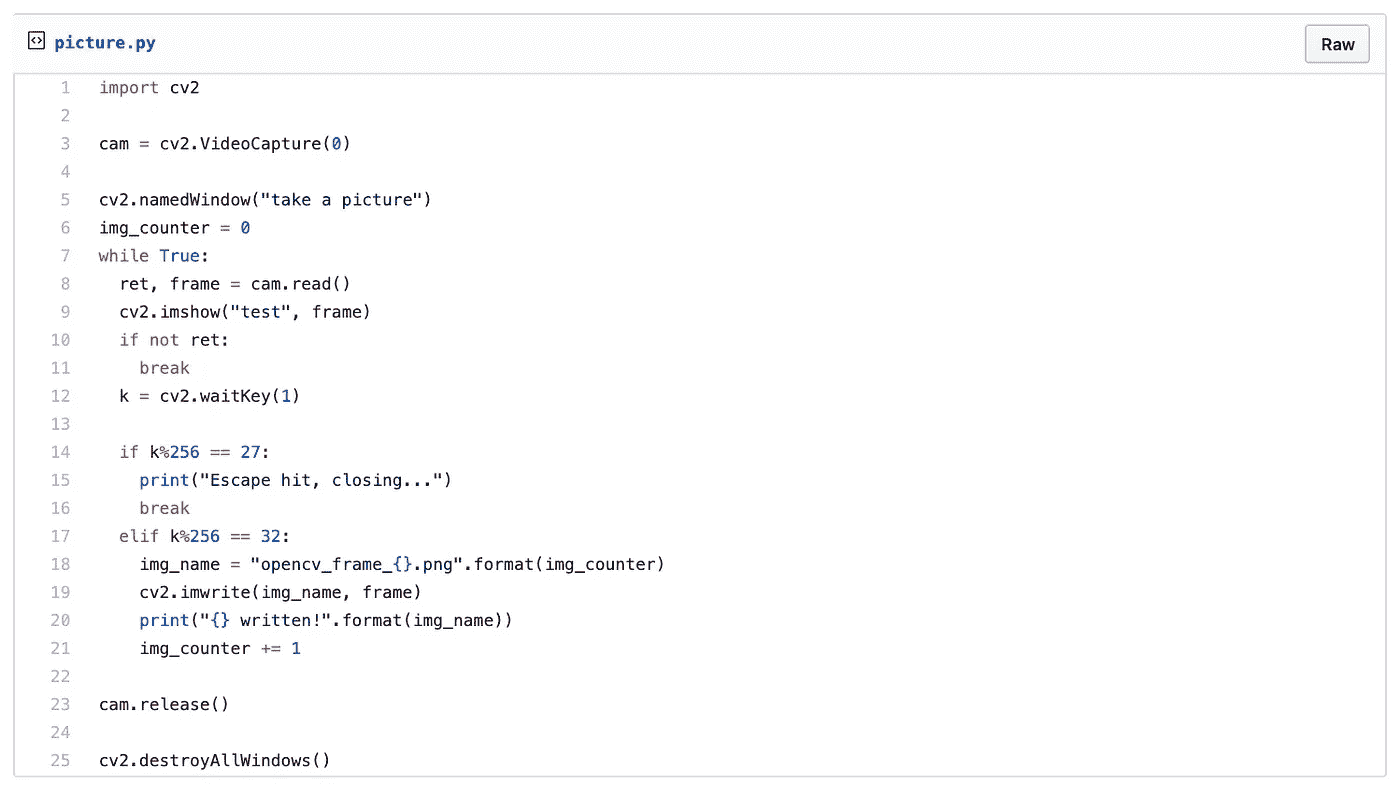 picture.py
Raw
1 import cv2
2
3 cam = cv2.VideoCapture(0)
4
5 cv2.namedWindow("take a picture")
6 img_counter = 0
7 while True:
8   ret, frame = cam.read()
9   cv2.imshow("test", frame)
10   if not ret:
11     break
12   k = cv2.waitKey(1)
13
14   if k%256 == 27:
15     print("Escape hit, closing...")
16     break
17   elif k%256 == 32:
18     img_name = "opencv_frame_{}.png".format(img_counter)
19     cv2.imwrite(img_name, frame)
20     print("{} written!".format(img_name))
21     img_counter += 1
22
23 cam.release()
24
25 cv2.destroyAllWindows()